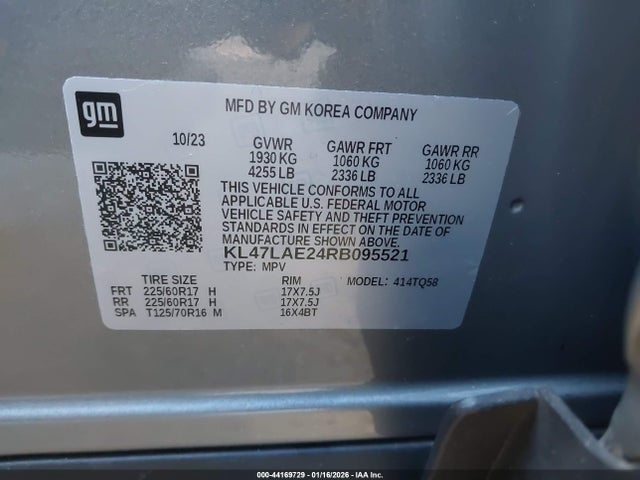 gm
MFD BY GM KOREA COMPANY
10/23 GVWR GAWR FRT GAWR RR
1930 KG 1060 KG 1060 KG
4255 LB 2336 LB 2336 LB
THIS VEHICLE CONFORMS TO ALL
APPLICABLE U.S. FEDERAL MOTOR
VEHICLE SAFETY AND THEFT PREVENTION
STANDARDS IN EFFECT ON THE DATE OF
MANUFACTURE SHOWN ABOVE.
KL47LAE24RB095521
TYPE: MPV
TIRE SIZE RIM MODEL: 414TQ58
FRT 225/60R17 H 17X7.5J
RR 225/60R17 H 17X7.5J
SPA T125/70R16 M 16X4BT
000-44169729 | 01/16/2026 | IAA Inc.